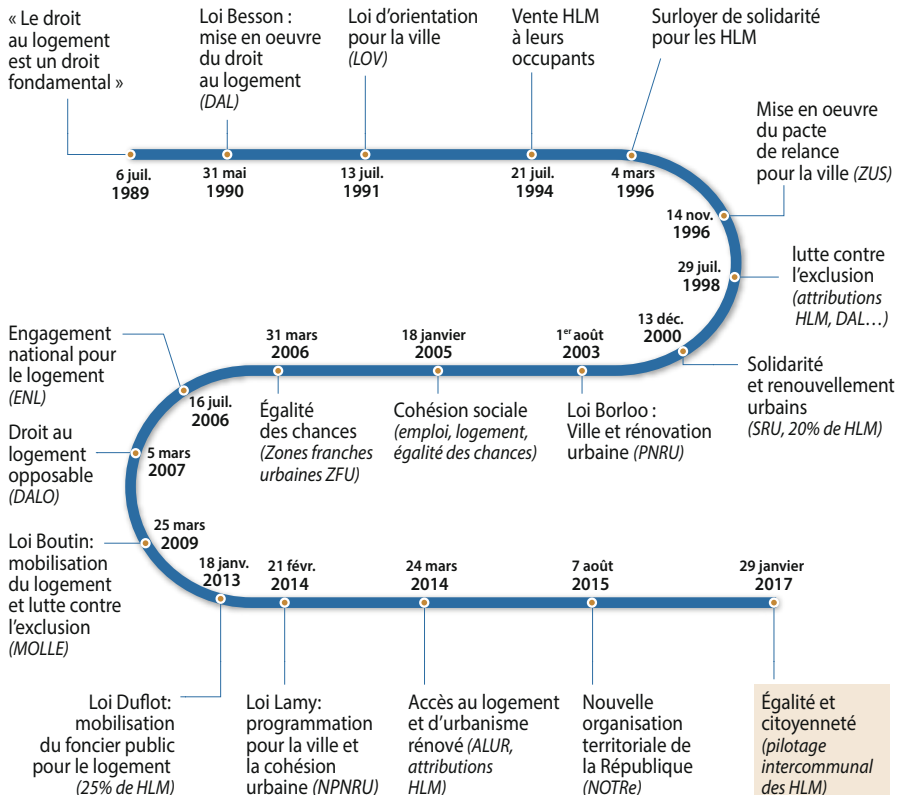 « Le droit
au logement
est un droit
fondamental »
6 juil.
1989
Loi Besson :
mise en oeuvre
du droit
au logement
(DAL)
31 mai
1990
Loi d'orientation
pour la ville
(LOV)
13 juil.
1991
Vente HLM
à leurs
occupants
21 juil.
1994
Surloyer de solidarité
pour les HLM
4 mars
1996
Mise en oeuvre
du pacte
de relance
pour la ville (ZUS)
14 nov.
1996
lutte contre
l'exclusion
(attributions
HLM, DAL…)
29 juil.
1998
13 déc.
2000
Solidarité
et renouvellement
urbains
(SRU, 20% de HLM)
1er août
2003
Loi Borloo :
Ville et rénovation
urbaine (PNRU)
18 janvier
2005
Cohésion sociale
(emploi, logement,
égalité des chances)
31 mars
2006
Égalité
des chances
(Zones franches
urbaines ZFU)
Engagement
national pour
le logement
(ENL)
16 juil.
2006
Droit au
logement
opposable
(DALO)
5 mars
2007
Loi Boutin:
mobilisation
du logement
et lutte contre
l'exclusion
(MOLLE)
25 mars
2009
18 janv.
2013
Loi Duflot:
mobilisation
du foncier public
pour le logement
(25% de HLM)
21 févr.
2014
Loi Lamy:
programmation
pour la ville et
la cohésion
urbaine (NPNRU)
24 mars
2014
Accès au logement
et d'urbanisme
rénové (ALUR,
attributions
HLM)
7 août
2015
Nouvelle
organisation
territoriale de
la République
(NOTRe)
29 janvier
2017
Égalité et
citoyenneté
(pilotage
intercommunal
des HLM)